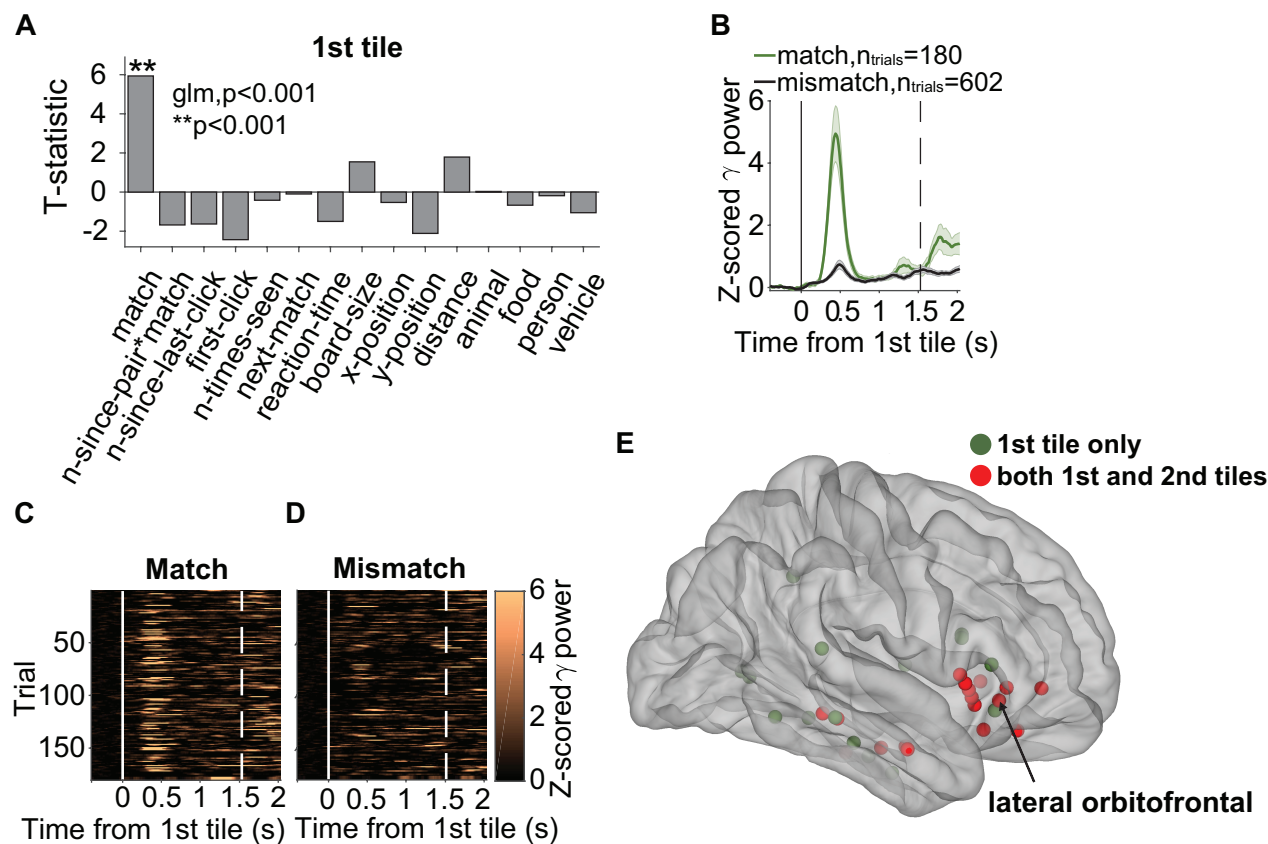 A
1st tile
**
glm,p<0.001
**p<0.001
T-statistic
6
4
2
0
-2
match
n-since-pair*match
n-since-last-click
first-click
n-times-seen
next-match
reaction-time
board-size
x-position
y-position
distance
animal
food
person
vehicle
B
match,ntrials=180
mismatch,ntrials=602
Z-scored γ power
6
4
2
0
0 0.5 1 1.5 2
Time from 1st tile (s)
C
Match
Trial
50
100
150
0 0.5 1 1.5 2
Time from 1st tile (s)
D
Mismatch
0 0.5 1 1.5 2
Time from 1st tile (s)
6
4
2
0
Z-scored γ power
E
1st tile only
both 1st and 2nd tiles
lateral orbitofrontal